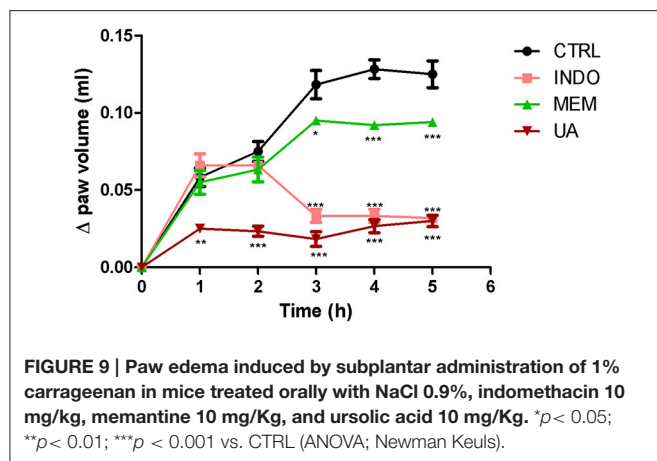 CTRL
INDO
MEM
UA
Δ paw volume (ml)
0.15
0.10
0.05
0.00
*
***
***
***
***
***
**
***
***
***
***
0
1
2
3
4
5
6
Time (h)
FIGURE 9 | Paw edema induced by subplantar administration of 1%
carrageenan in mice treated orally with NaCl 0.9%, indomethacin 10
mg/kg, memantine 10 mg/Kg, and ursolic acid 10 mg/Kg. *p< 0.05;
**p< 0.01; ***p < 0.001 vs. CTRL (ANOVA; Newman Keuls).